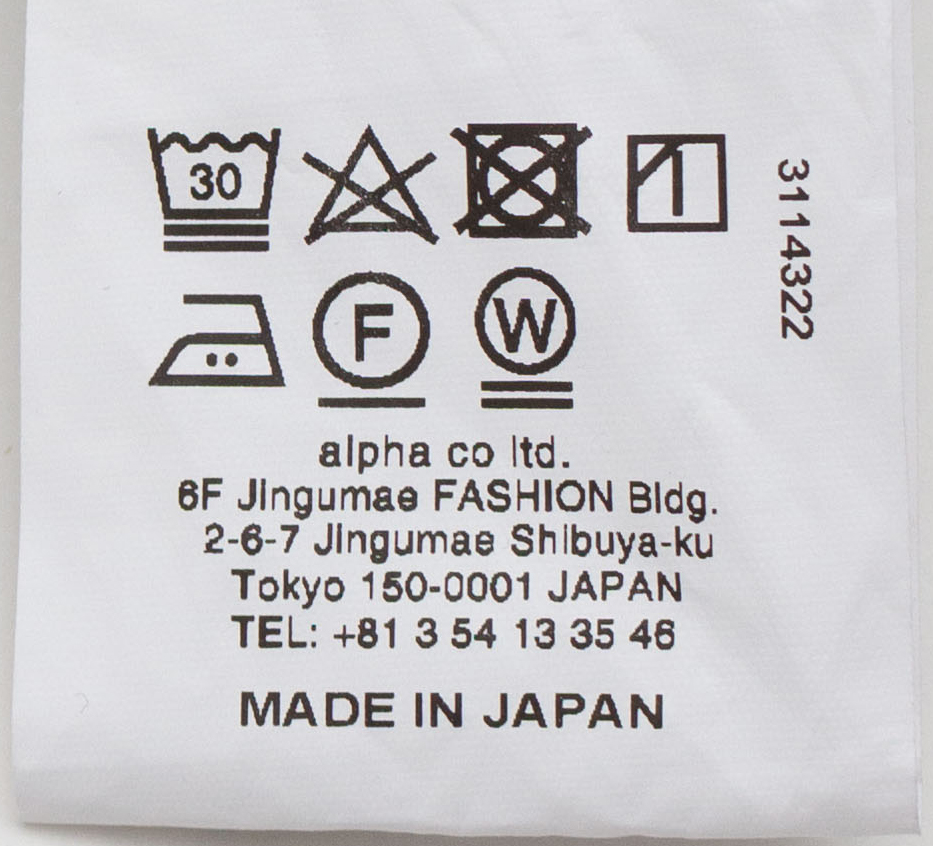 30
3114322
F
W
alpha co ltd.
6F Jingumae FASHION Bldg.
2-6-7 Jingumae Shibuya-ku
Tokyo 150-0001 JAPAN
TEL: +81 3 54 13 35 46
MADE IN JAPAN